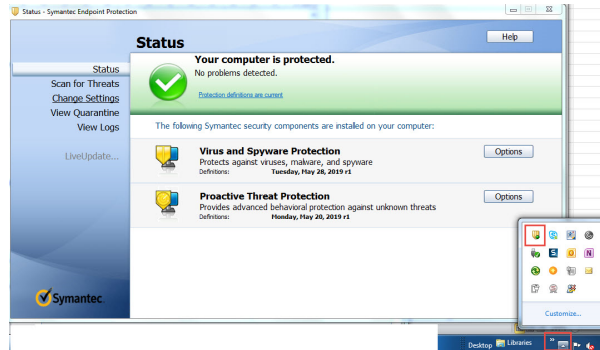 Status - Symantec Endpoint Protection
Status
Help
Your computer is protected.
No problems detected.
Protection definitions are current
Status
Scan for Threats
Change Settings
View Quarantine
View Logs
LiveUpdate...
The following Symantec security components are installed on your computer:
Virus and Spyware Protection
Protects against viruses, malware, and spyware
Definitions: Tuesday, May 28, 2019 r1
Options
Proactive Threat Protection
Provides advanced behavioral protection against unknown threats
Definitions: Monday, May 20, 2019 r1
Options
Symantec
Customize...
Desktop Libraries »